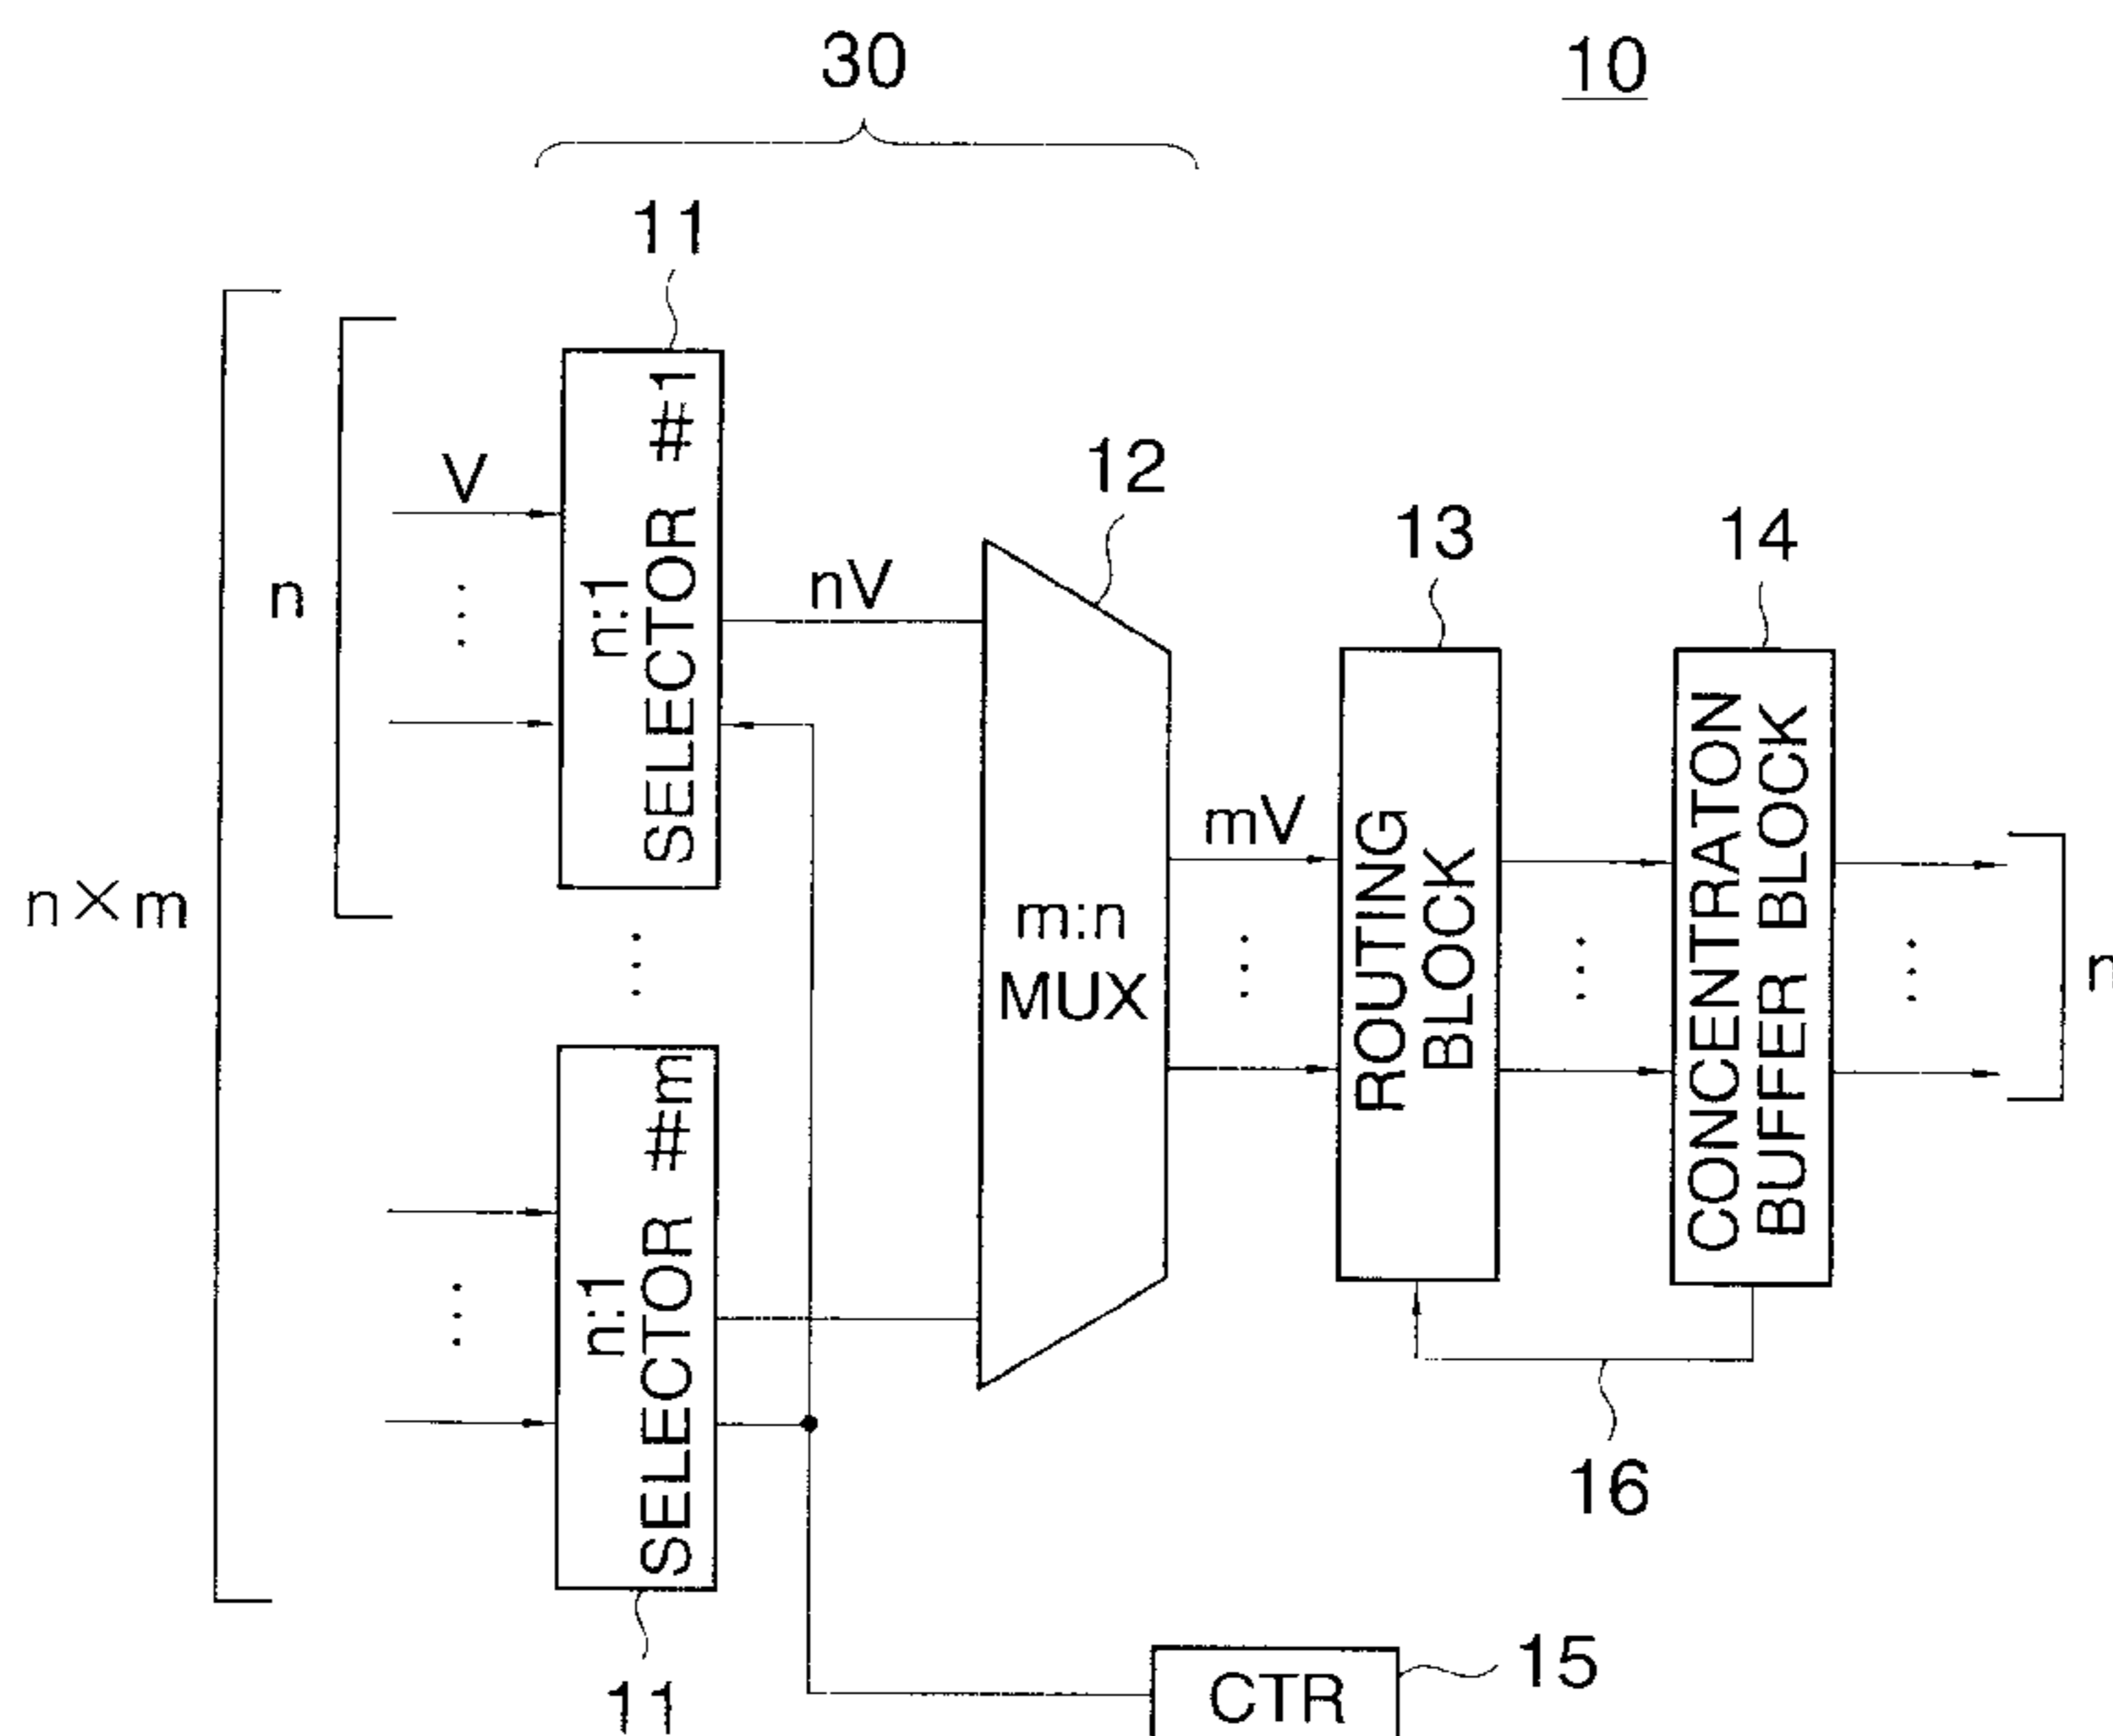 30
10
11
n:1
SELECTOR #1
V
n
nV
12
13
14
n×m
m:n
MUX
mV
ROUTING
BLOCK
CONCENTRATON
BUFFER BLOCK
n
n:1
SELECTOR #m
16
11
CTR
15